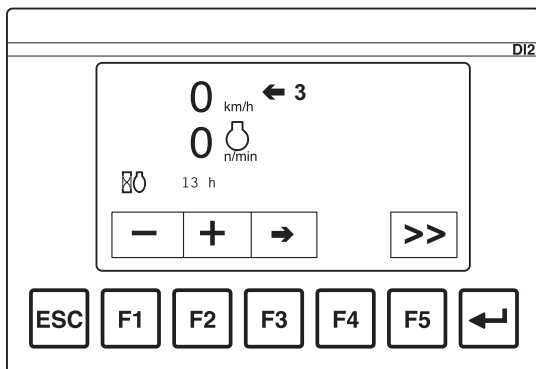 DI2
0 km/h ← 3
0 n/min
13 h
− + → >>
ESC F1 F2 F3 F4 F5 ↵